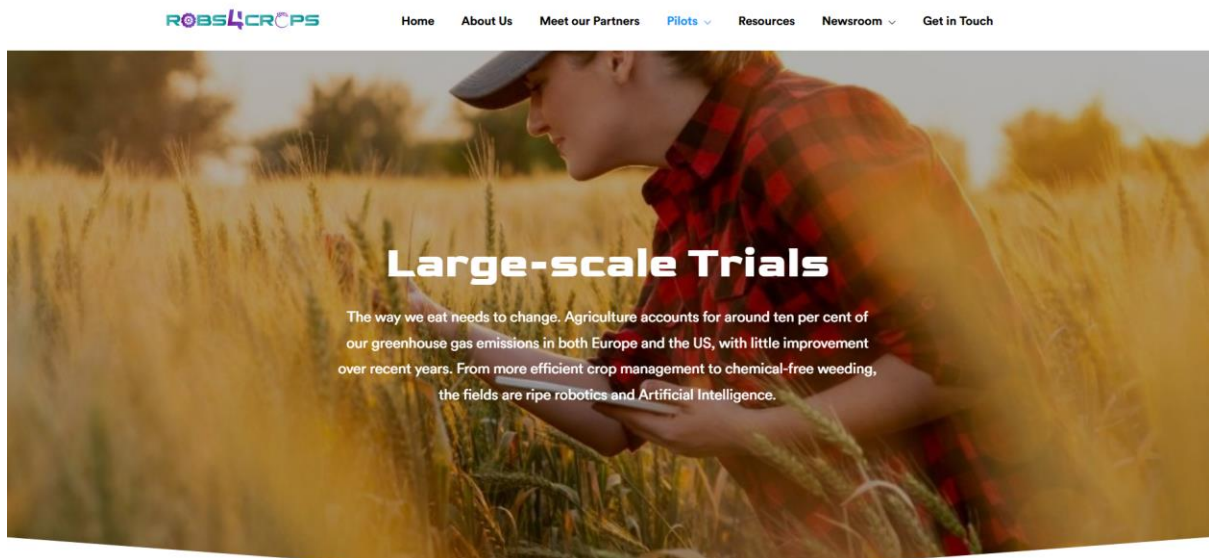 ROBS4CROPS
Home About Us Meet our Partners Pilots Resources Newsroom Get in Touch
Large-scale Trials
The way we eat needs to change. Agriculture accounts for around ten per cent of
our greenhouse gas emissions in both Europe and the US, with little improvement
over recent years. From more efficient crop management to chemical-free weeding,
the fields are ripe robotics and Artificial Intelligence.